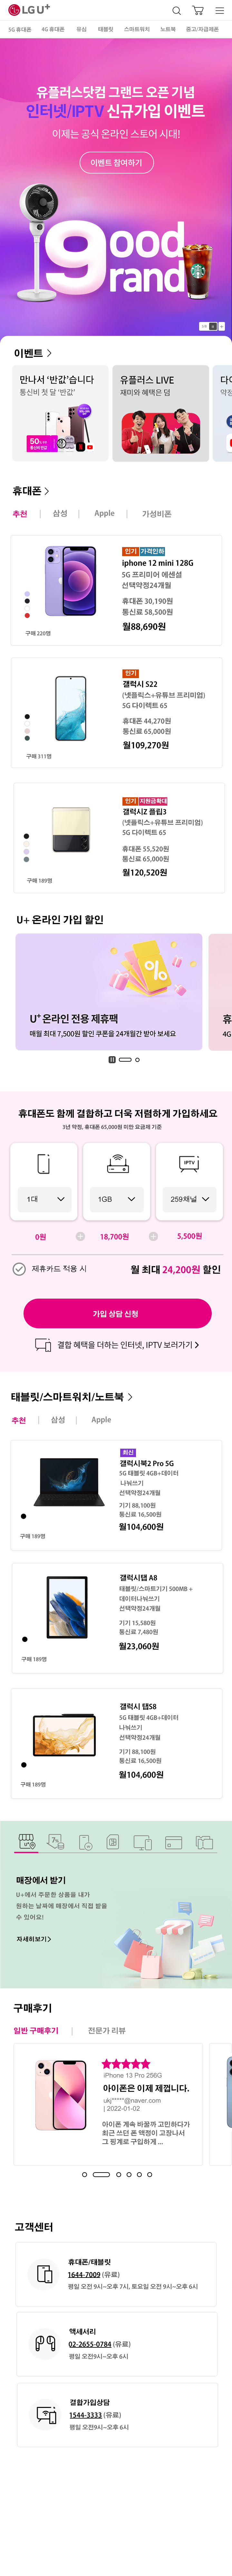 LG U+
5G 휴대폰 4G 휴대폰 유심 태블릿 스마트워치 노트북 중고/자급제폰
유플러스닷컴 그랜드 오픈 기념
인터넷/IPTV 신규가입 이벤트
이제는 공식 온라인 스토어 시대!
이벤트 참여하기
good
grand
이벤트 >
만나서 ‘반값’습니다
통신비 첫 달 ‘반값’
유플러스 LIVE
재미와 혜택은 덤
휴대폰 >
추천 | 삼성 | Apple | 가성비폰
인기 가격인하
iphone 12 mini 128G
5G 프리미어 에센셜
선택약정24개월
휴대폰 30,190원
통신료 58,500원
월88,690원
구매 220명
인기
갤럭시 S22
(넷플릭스+유튜브 프리미엄)
5G 다이렉트 65
휴대폰 44,270원
통신료 65,000원
월109,270원
구매 311명
인기 지원금확대
갤럭시Z 플립3
(넷플릭스+유튜브 프리미엄)
5G 다이렉트 65
휴대폰 55,520원
통신료 65,000원
월120,520원
구매 189명
U+ 온라인 가입 할인
U+ 온라인 전용 제휴팩
매월 최대 7,500원 할인 쿠폰을 24개월간 받아 보세요
휴대폰도 함께 결합하고 더욱 저렴하게 가입하세요
3년 약정, 휴대폰 65,000원 미만 요금제 기준
IPTV
1대 1GB 259채널
0원 + 18,700원 + 5,500원
제휴카드 적용 시 월 최대 24,200원 할인
가입 상담 신청
결합 혜택을 더하는 인터넷, IPTV 보러가기 >
태블릿/스마트워치/노트북 >
추천 | 삼성 | Apple
최신
갤럭시북2 Pro 5G
5G 태블릿 4GB+데이터
나눠쓰기
선택약정24개월
기기 88,100원
통신료 16,500원
월104,600원
구매 189명
갤럭시탭 A8
태블릿/스마트기기 500MB +
데이터나눠쓰기
선택약정24개월
기기 15,580원
통신료 7,480원
월23,060원
구매 189명
갤럭시 탭S8
5G 태블릿 4GB+데이터
나눠쓰기
선택약정24개월
기기 88,100원
통신료 16,500원
월104,600원
구매 189명
매장에서 받기
U+에서 주문한 상품을 내가
원하는 날짜에 매장에서 직접 받을
수 있어요!
자세히보기 >
구매후기
일반 구매후기 | 전문가 리뷰
iPhone 13 Pro 256G
아이폰은 이제 제껍니다.
ukj*****@naver.com
| 2022-01-02
아이폰 계속 바꿀까 고민하다가
최근 쓰던 폰 액정이 고장나서
그 핑계로 구입하게 ...
고객센터
휴대폰/태블릿
1644-7009 (유료)
평일 오전 9시~오후 7시, 토요일 오전 9시~오후 6시
액세서리
02-2655-0784 (유료)
평일 오전9시~오후 6시
결합가입상담
1544-3333 (유료)
평일 오전9시~오후 6시